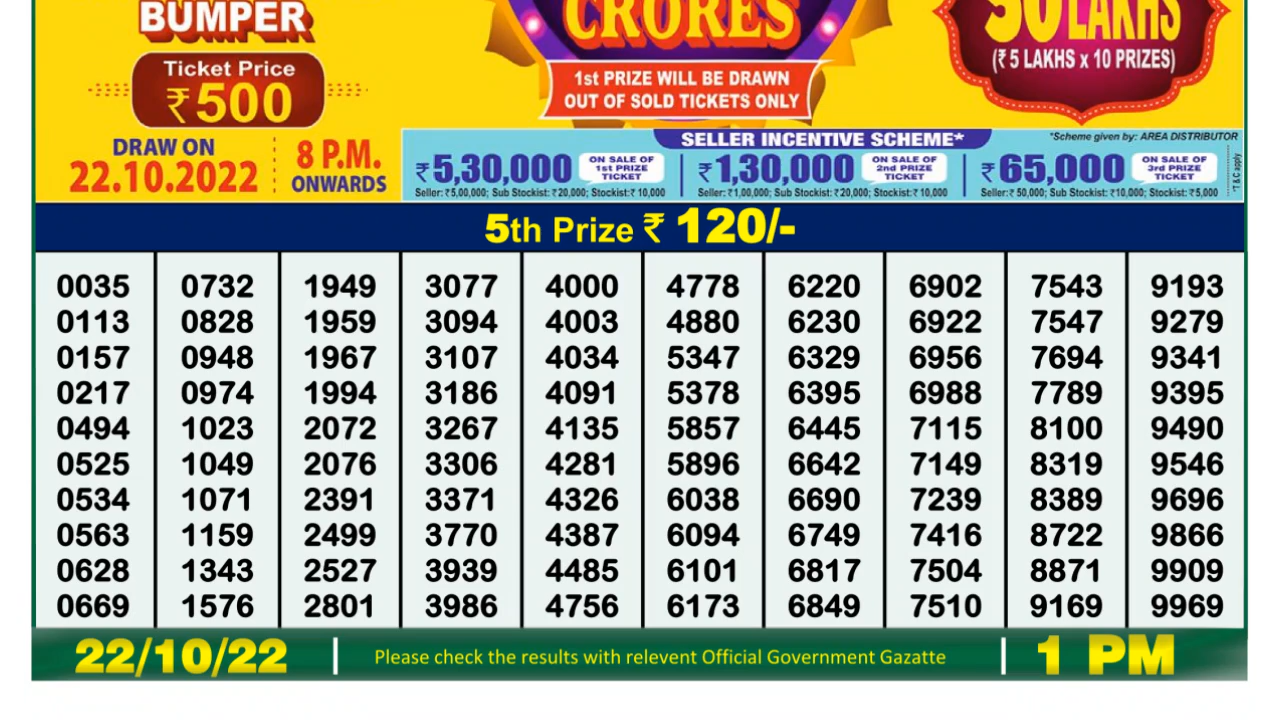 BUMPER
Ticket Price
₹500
DRAW ON
22.10.2022
8 P.M.
ONWARDS
CRORES
1st PRIZE WILL BE DRAWN
OUT OF SOLD TICKETS ONLY
50 LAKHS
(₹ 5 LAKHS x 10 PRIZES)
SELLER INCENTIVE SCHEME*
*Scheme given by: AREA DISTRIBUTOR
₹5,30,000 ON SALE OF 1st PRIZE TICKET
Seller: ₹5,00,000; Sub Stockist: ₹20,000; Stockist: ₹ 10,000
₹1,30,000 ON SALE OF 2nd PRIZE TICKET
Seller: ₹1,00,000; Sub Stockist: ₹20,000; Stockist: ₹ 10,000
₹65,000 ON SALE OF 3rd PRIZE TICKET
Seller: ₹ 50,000; Sub Stockist: ₹10,000; Stockist: ₹ 5,000
*T & C apply
5th Prize ₹ 120/-
0035 0732 1949 3077 4000 4778 6220 6902 7543 9193
0113 0828 1959 3094 4003 4880 6230 6922 7547 9279
0157 0948 1967 3107 4034 5347 6329 6956 7694 9341
0217 0974 1994 3186 4091 5378 6395 6988 7789 9395
0494 1023 2072 3267 4135 5857 6445 7115 8100 9490
0525 1049 2076 3306 4281 5896 6642 7149 8319 9546
0534 1071 2391 3371 4326 6038 6690 7239 8389 9696
0563 1159 2499 3770 4387 6094 6749 7416 8722 9866
0628 1343 2527 3939 4485 6101 6817 7504 8871 9909
0669 1576 2801 3986 4756 6173 6849 7510 9169 9969
22/10/22 Please check the results with relevent Official Government Gazatte 1 PM